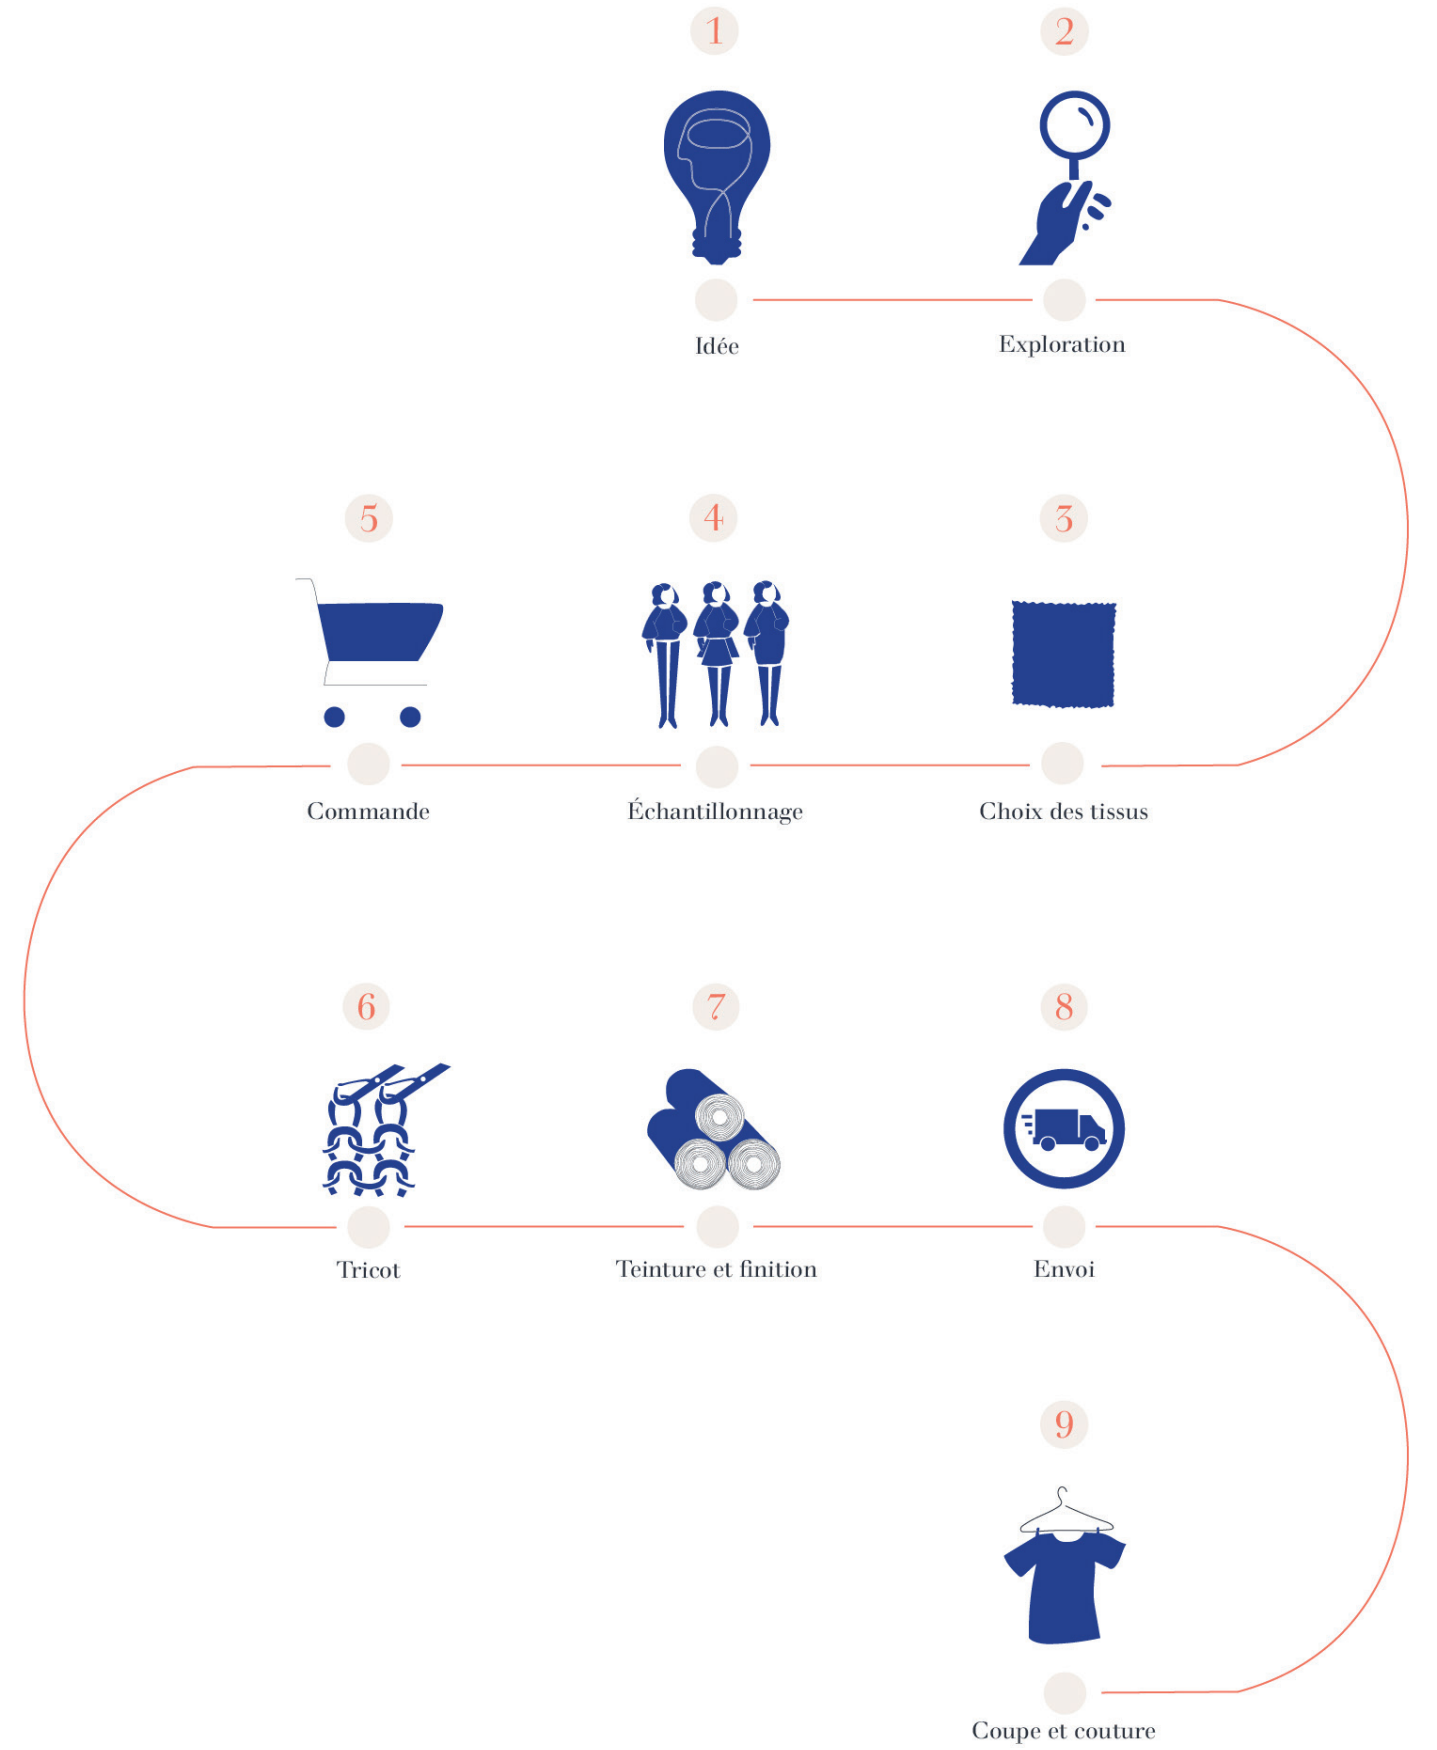 1
2
Idée
Exploration
5
4
3
Commande
Échantillonnage
Choix des tissus
6
7
8
Tricot
Teinture et finition
Envoi
9
Coupe et couture